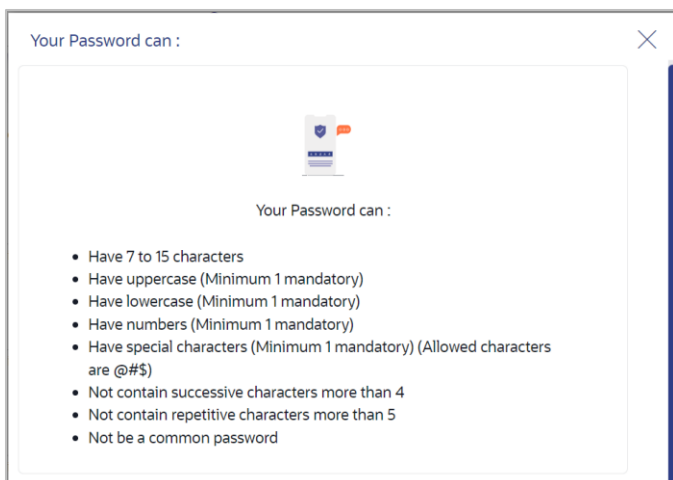 Your Password can :
Your Password can :
• Have 7 to 15 characters
• Have uppercase (Minimum 1 mandatory)
• Have lowercase (Minimum 1 mandatory)
• Have numbers (Minimum 1 mandatory)
• Have special characters (Minimum 1 mandatory) (Allowed characters
are @#$)
• Not contain successive characters more than 4
• Not contain repetitive characters more than 5
• Not be a common password